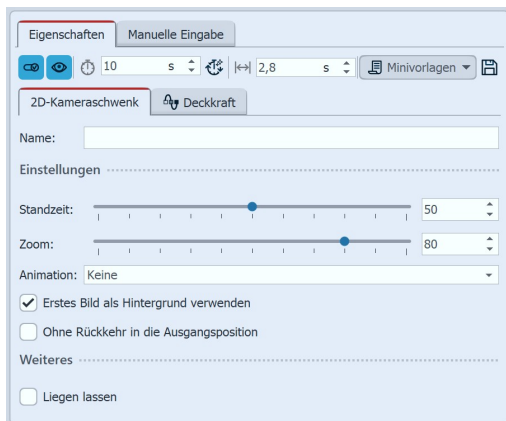 Eigenschaften Manuelle Eingabe
10 s 2,8 s Minivorlagen
2D-Kameraschwenk Deckkraft
Name:
Einstellungen
Standzeit: 50
Zoom: 80
Animation: Keine
Erstes Bild als Hintergrund verwenden
Ohne Rückkehr in die Ausgangsposition
Weiteres
Liegen lassen